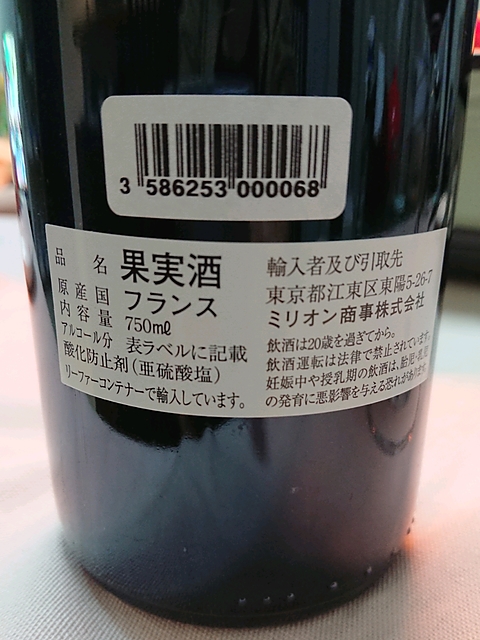 3 586253 000068
品名 果実酒
原産国 フランス
内容量 750mℓ
アルコール分 表ラベルに記載
酸化防止剤(亜硫酸塩)
リーファーコンテナーで輸入しています。
輸入者及び引取先
東京都江東区東陽5-26-7
ミリオン商事株式会社
飲酒は20歳を過ぎてから。
飲酒運転は法律で禁止されています。
妊娠中や授乳期の飲酒は、胎児・乳児
の発育に悪影響を与える恐れがあります。